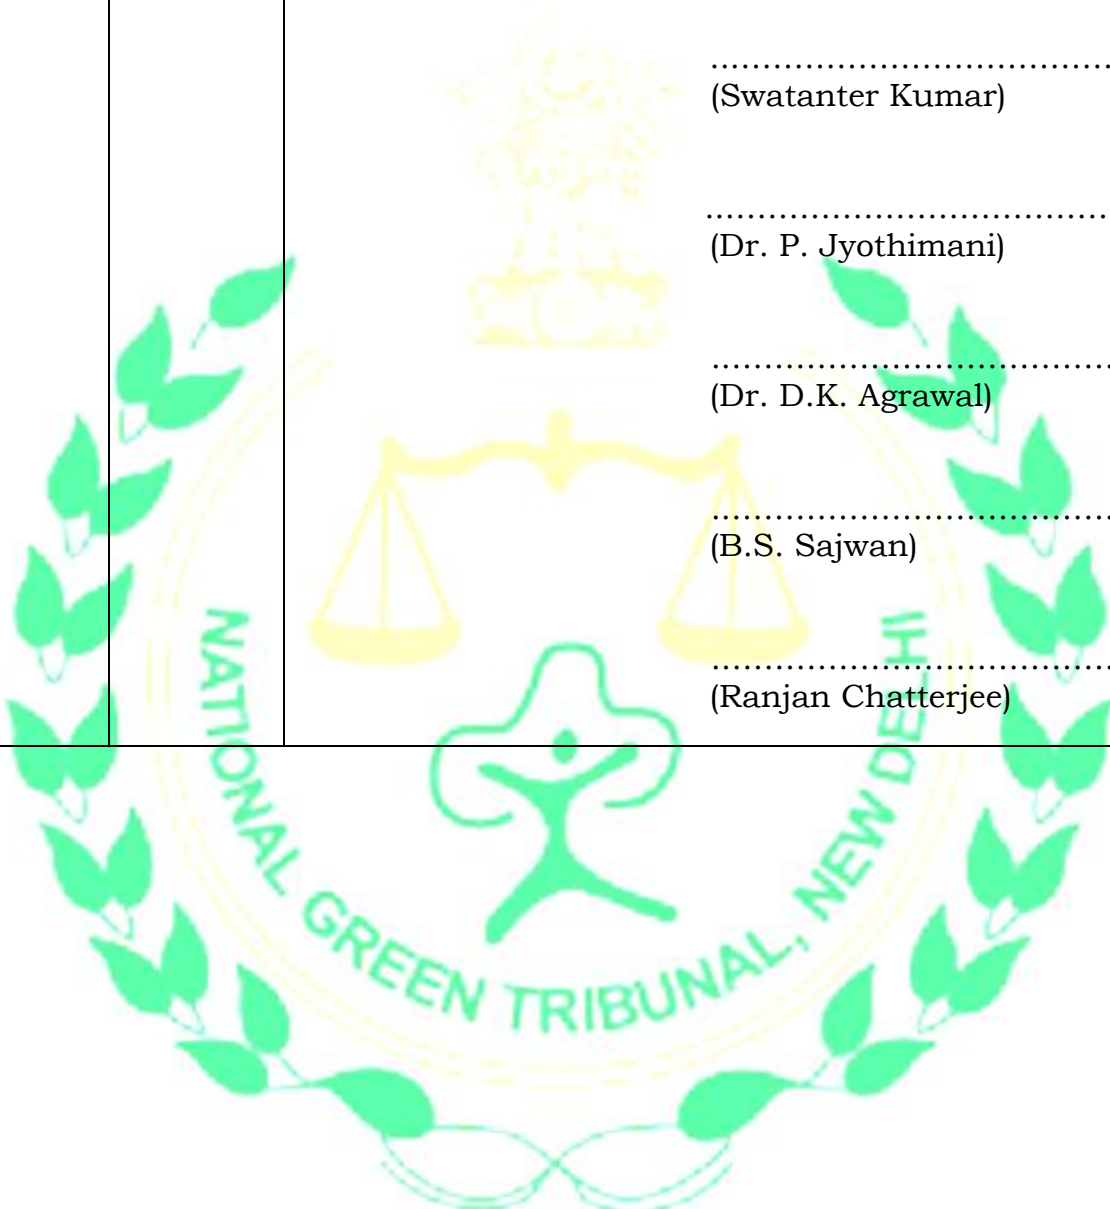 .......................................
(Swatanter Kumar)
.......................................
(Dr. P. Jyothimani)
.......................................
(Dr. D.K. Agrawal)
.......................................
(B.S. Sajwan)
.......................................
(Ranjan Chatterjee)
NATIONAL GREEN TRIBUNAL, NEW DELHI